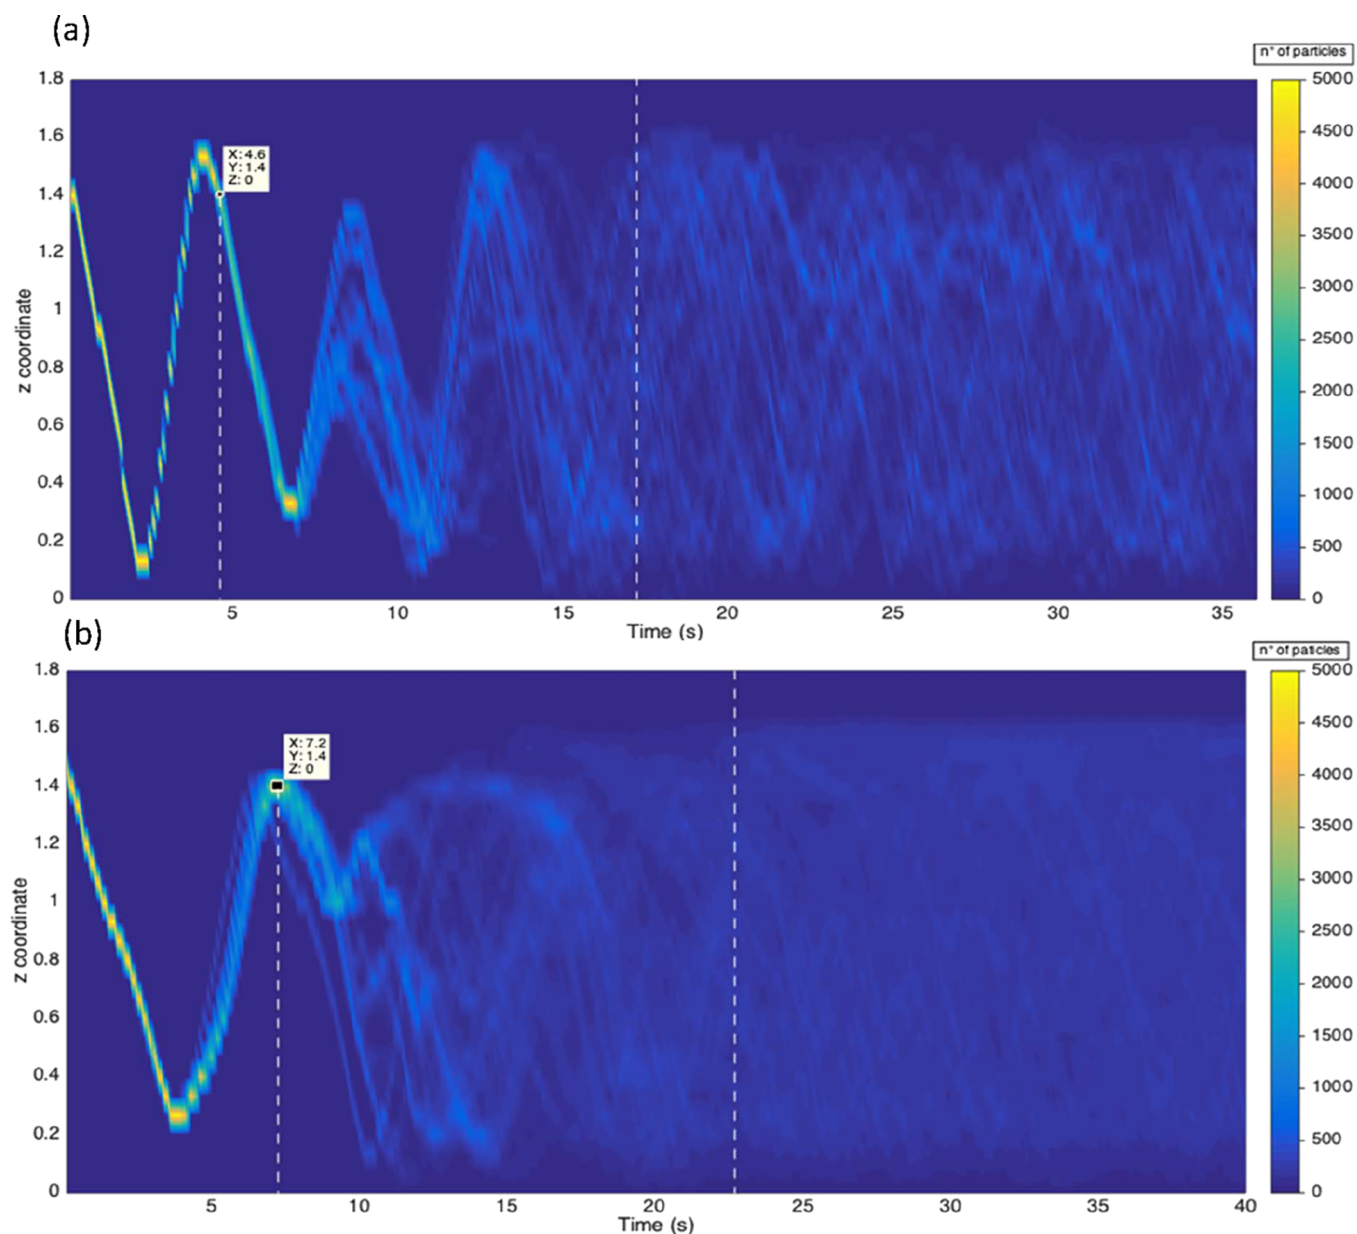 (a)
n° of particles
1.8
1.6
1.4
1.2
1
0.8
0.6
0.4
0.2
0
z coordinate
X: 4.6
Y: 1.4
Z: 0
5000
4500
4000
3500
3000
2500
2000
1500
1000
500
0
5 10 15 20 25 30 35
Time (s)
(b)
n° of paticles
1.8
1.6
1.4
1.2
1
0.8
0.6
0.4
0.2
0
z coordinate
X: 7.2
Y: 1.4
Z: 0
5000
4500
4000
3500
3000
2500
2000
1500
1000
500
0
5 10 15 20 25 30 35 40
Time (s)